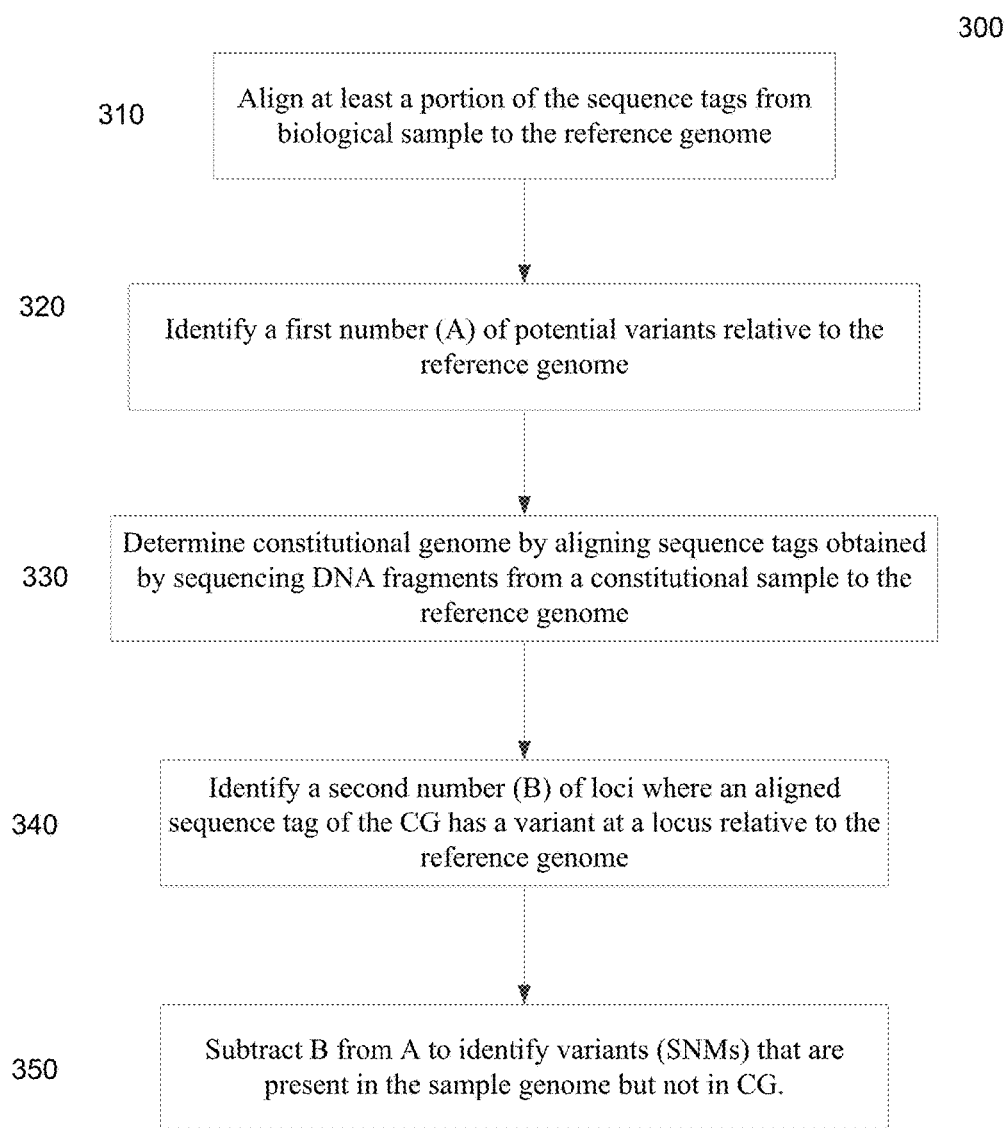 300
310
Align at least a portion of the sequence tags from
biological sample to the reference genome
320
Identify a first number (A) of potential variants relative to the
reference genome
330
Determine constitutional genome by aligning sequence tags obtained
by sequencing DNA fragments from a constitutional sample to the
reference genome
340
Identify a second number (B) of loci where an aligned
sequence tag of the CG has a variant at a locus relative to the
reference genome
350
Subtract B from A to identify variants (SNMs) that are
present in the sample genome but not in CG.